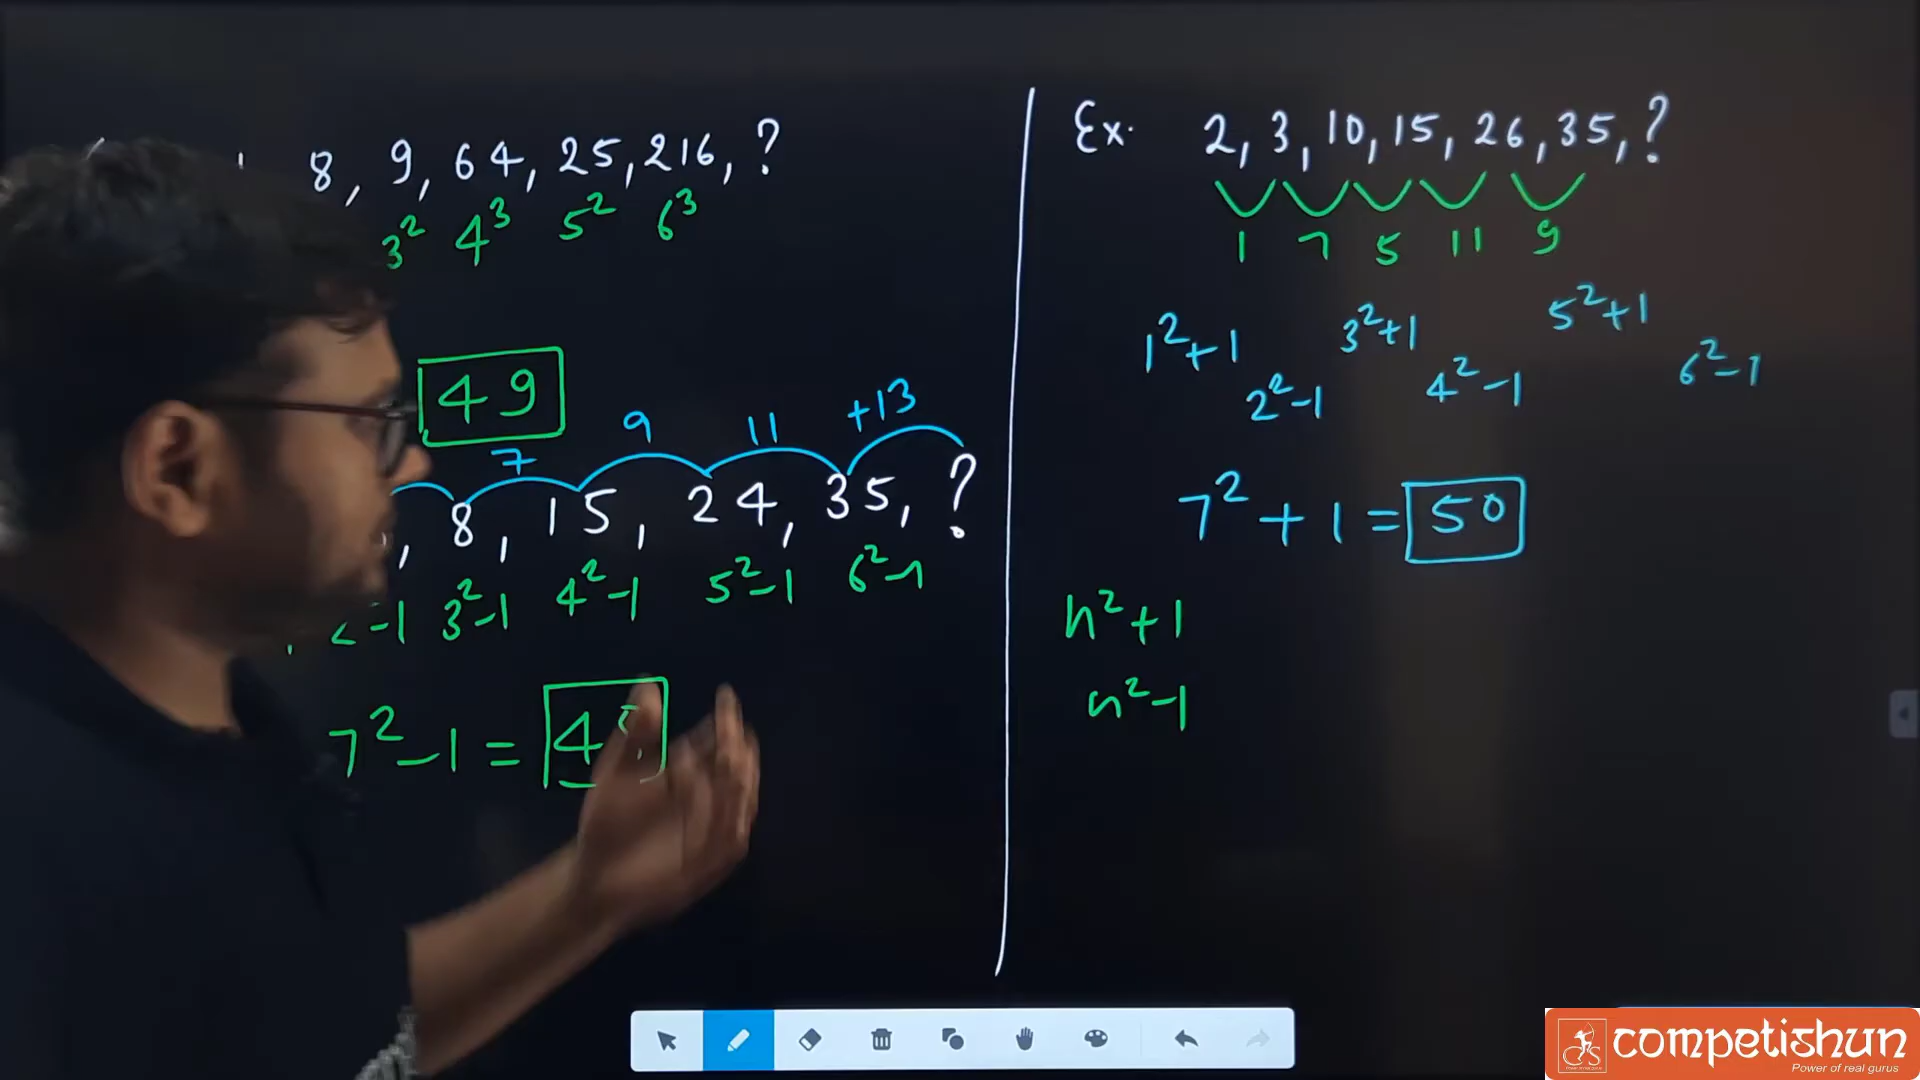 8, 9, 64, 25, 216, ?
3² 4³ 5² 6³
49
7 9 11 +13
, 8, 15, 24, 35, ?
-1 3²-1 4²-1 5²-1 6²-1
7²-1 =
Ex. 2, 3, 10, 15, 26, 35, ?
1 7 5 11 9
1²+1 3²+1 5²+1
2²-1 4²-1 6²-1
7² + 1 = 50
n²+1
n²-1
competishun
Power of real gurus